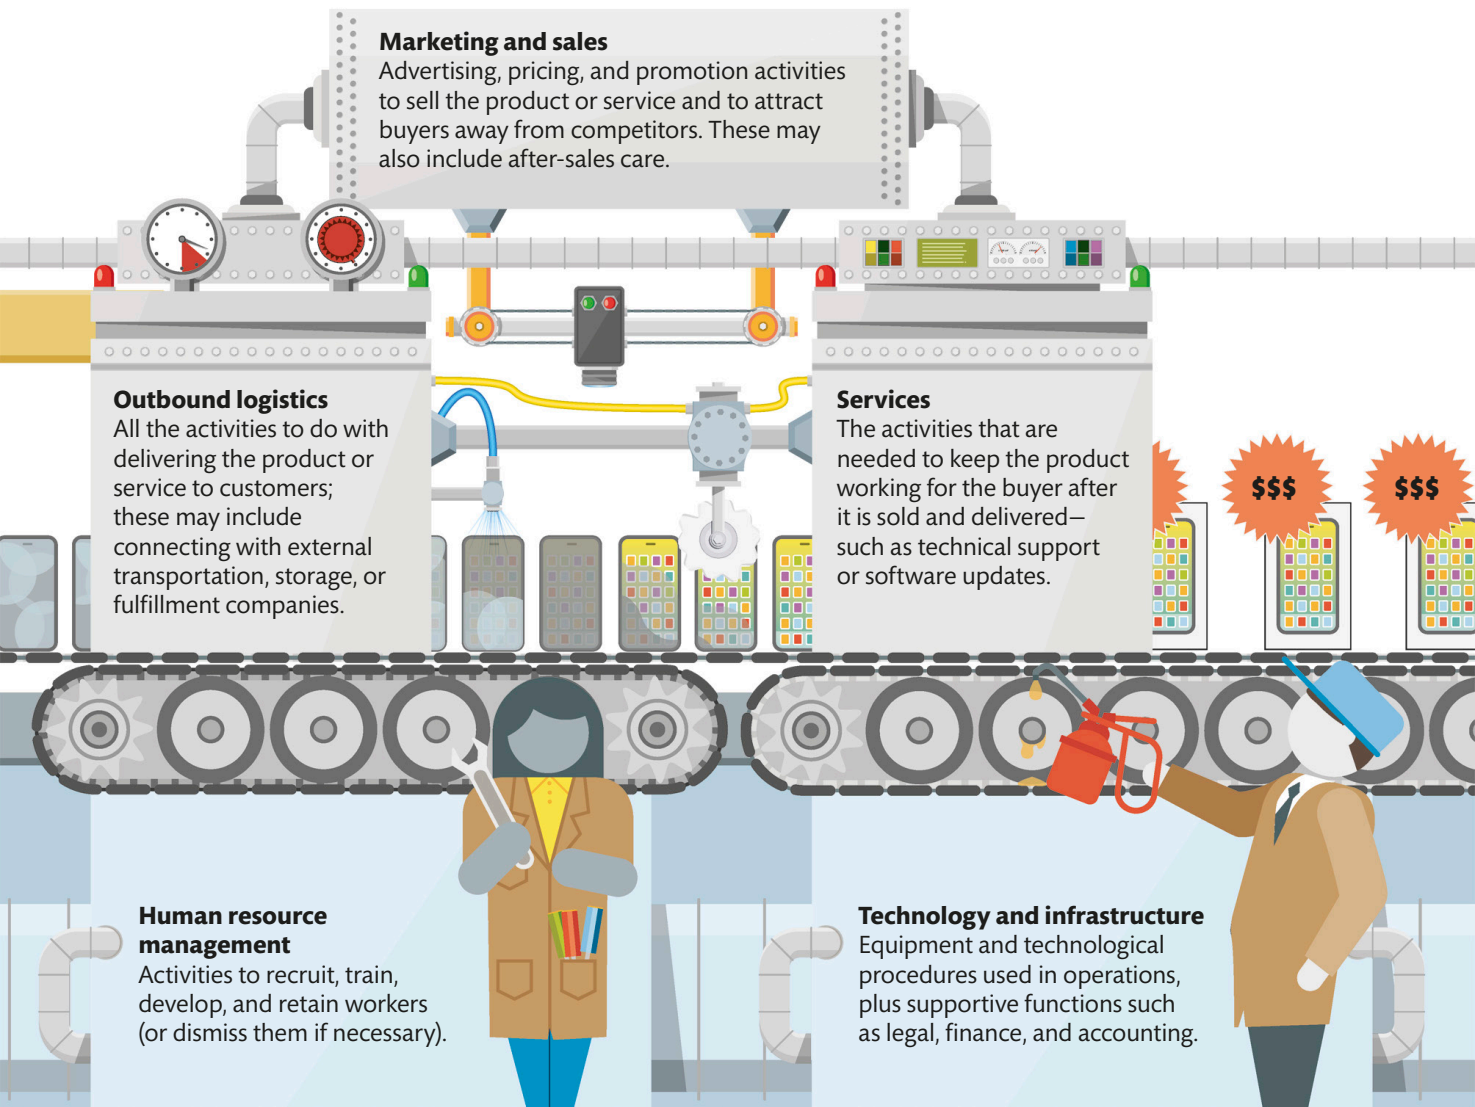 Marketing and sales
Advertising, pricing, and promotion activities
to sell the product or service and to attract
buyers away from competitors. These may
also include after-sales care.
Outbound logistics
All the activities to do with
delivering the product or
service to customers;
these may include
connecting with external
transportation, storage, or
fulfillment companies.
Services
The activities that are
needed to keep the product
working for the buyer after
it is sold and delivered–
such as technical support
or software updates.
$$$
$$$
Human resource
management
Activities to recruit, train,
develop, and retain workers
(or dismiss them if necessary).
Technology and infrastructure
Equipment and technological
procedures used in operations,
plus supportive functions such
as legal, finance, and accounting.